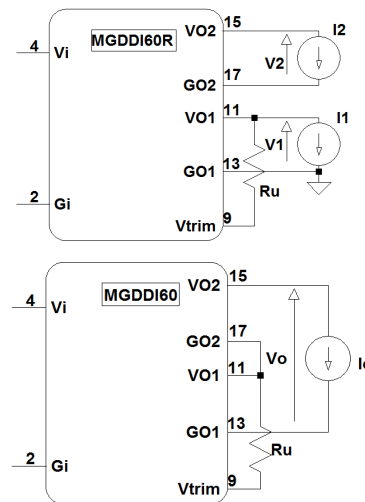 15
VO2
I2
4
Vi
MGDDI60R
V2
17
GO2
11
VO1
I1
V1
13
GO1
2
Gi
Ru
Vtrim
9
15
VO2
4
Vi
MGDDI60
17
GO2
Vo
11
VO1
13
GO1
Ru
2
Gi
Vtrim
9